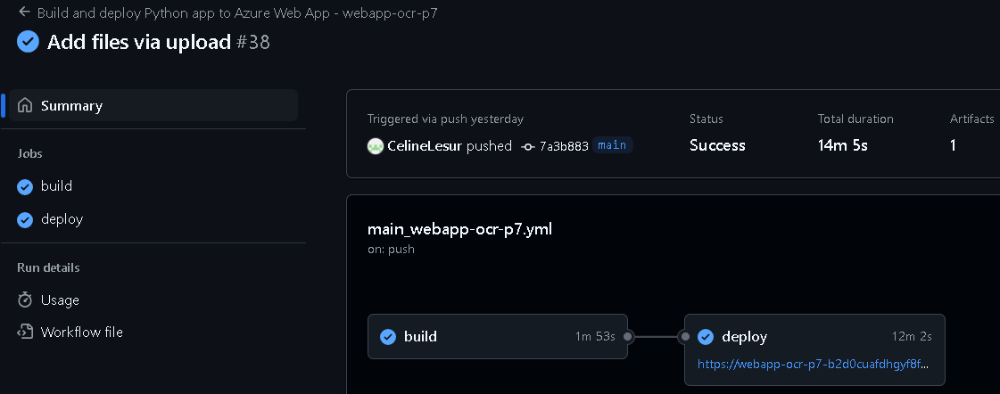 Build and deploy Python app to Azure Web App - webapp-ocr-p7
Add files via upload #38
Summary
Jobs
build
deploy
Run details
Usage
Workflow file
Triggered via push yesterday
CelineLesur pushed 7a3b883 main
Status
Success
Total duration
14m 5s
Artifacts
1
main_webapp-ocr-p7.yml
on: push
build 1m 53s
deploy 12m 2s
https://webapp-ocr-p7-b2d0cuafdhgyf8f...